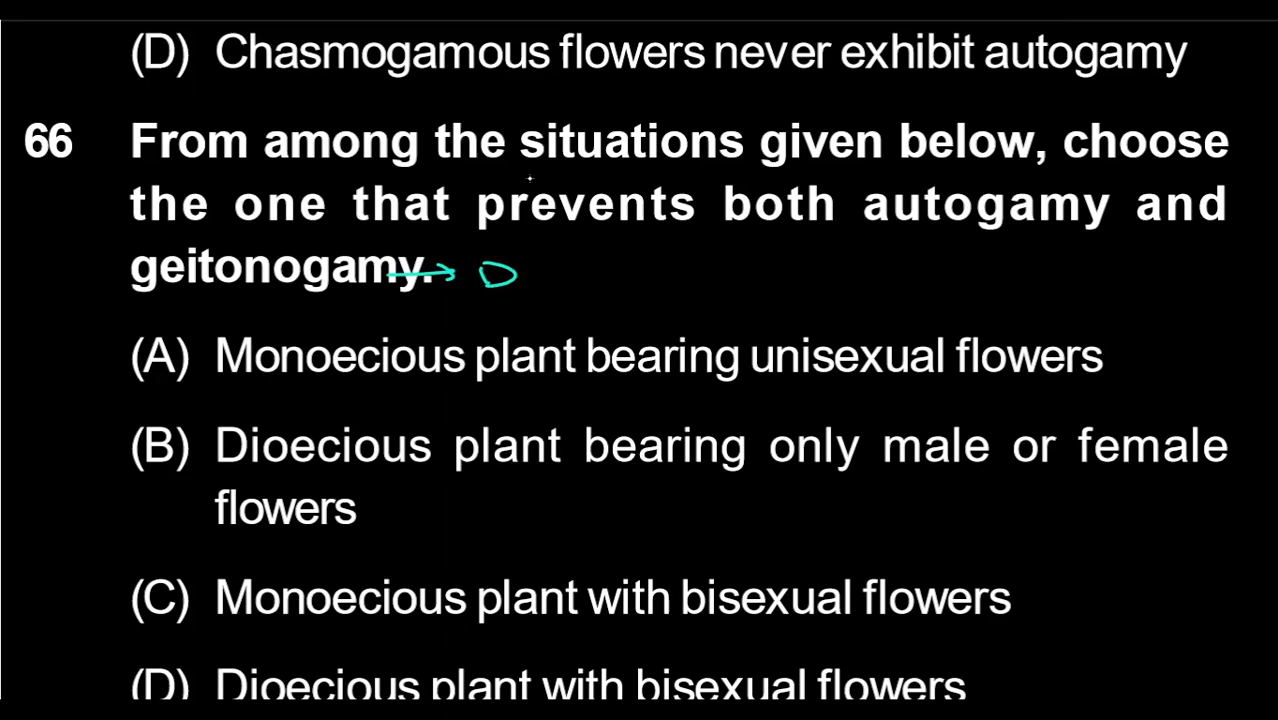 (D) Chasmogamous flowers never exhibit autogamy
66 From among the situations given below, choose
the one that prevents both autogamy and
geitonogamy. → D
(A) Monoecious plant bearing unisexual flowers
(B) Dioecious plant bearing only male or female
flowers
(C) Monoecious plant with bisexual flowers
(D) Dioecious plant with bisexual flowers